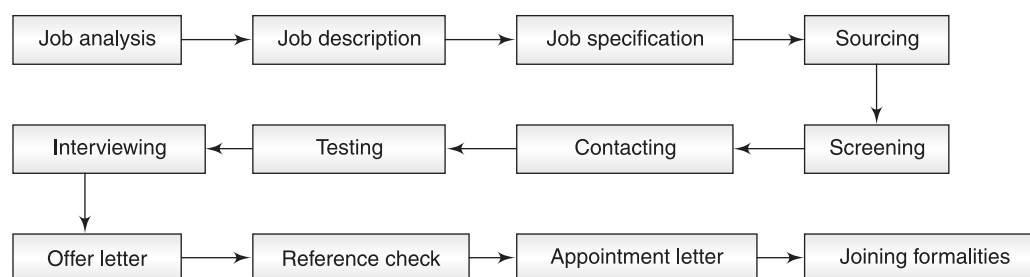 Job analysis
Job description
Job specification
Sourcing
Screening
Contacting
Testing
Interviewing
Offer letter
Reference check
Appointment letter
Joining formalities